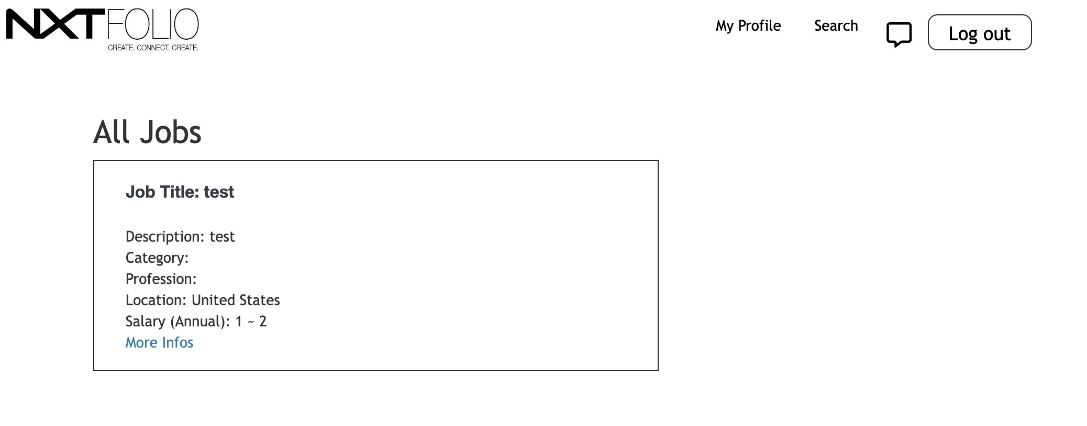 NXTFOLIO
CREATE. CONNECT. CREATE.
My Profile
Search
Log out
All Jobs
Job Title: test
Description: test
Category:
Profession:
Location: United States
Salary (Annual): 1 ~ 2
More Infos